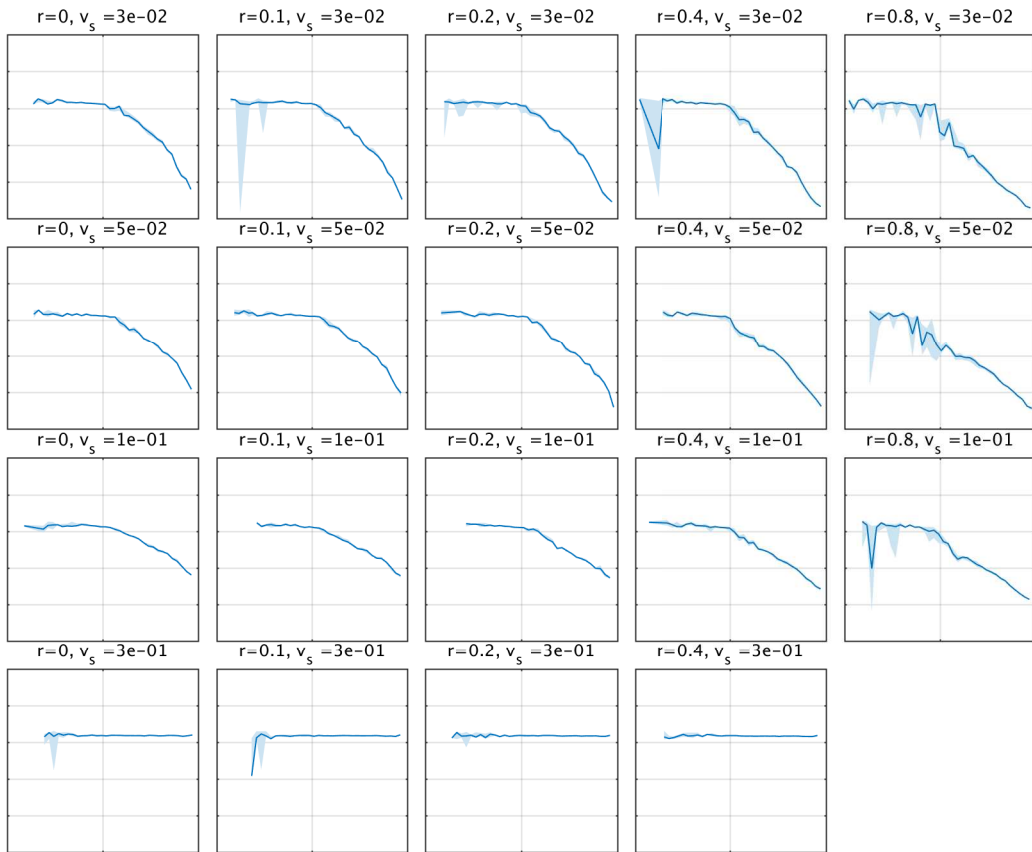 r=0, v_s =3e-02
r=0.1, v_s =3e-02
r=0.2, v_s =3e-02
r=0.4, v_s =3e-02
r=0.8, v_s =3e-02
r=0, v_s =5e-02
r=0.1, v_s =5e-02
r=0.2, v_s =5e-02
r=0.4, v_s =5e-02
r=0.8, v_s =5e-02
r=0, v_s =1e-01
r=0.1, v_s =1e-01
r=0.2, v_s =1e-01
r=0.4, v_s =1e-01
r=0.8, v_s =1e-01
r=0, v_s =3e-01
r=0.1, v_s =3e-01
r=0.2, v_s =3e-01
r=0.4, v_s =3e-01